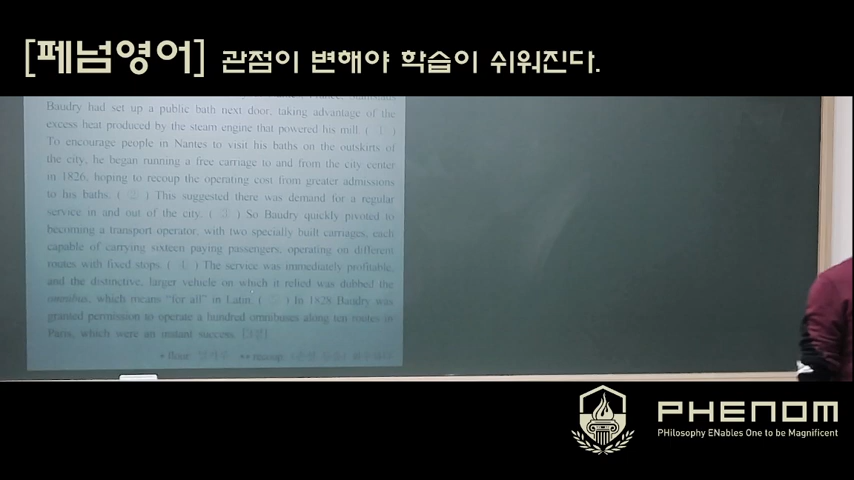 [페넘영어] 관점이 변해야 학습이 쉬워진다.
Baudry had set up a public bath next door, taking advantage of the
excess heat produced by the steam engine that powered his mill. ( 1 )
To encourage people in Nantes to visit his baths on the outskirts of
the city, he began running a free carriage to and from the city center
in 1826, hoping to recoup the operating cost from greater admissions
to his baths. ( 2 ) This suggested there was demand for a regular
service in and out of the city. ( 3 ) So Baudry quickly pivoted to
becoming a transport operator, with two specially built carriages, each
capable of carrying sixteen paying passengers, operating on different
routes with fixed stops. ( 4 ) The service was immediately profitable,
and the distinctive, larger vehicle on which it relied was dubbed the
omnibus, which means "for all" in Latin. ( ) In 1828 Baudry was
granted permission to operate a hundred omnibuses along ten routes in
Paris, which were an instant success.
* flour ** recoup
PHENOM
PHilosophy ENables One to be Magnificent